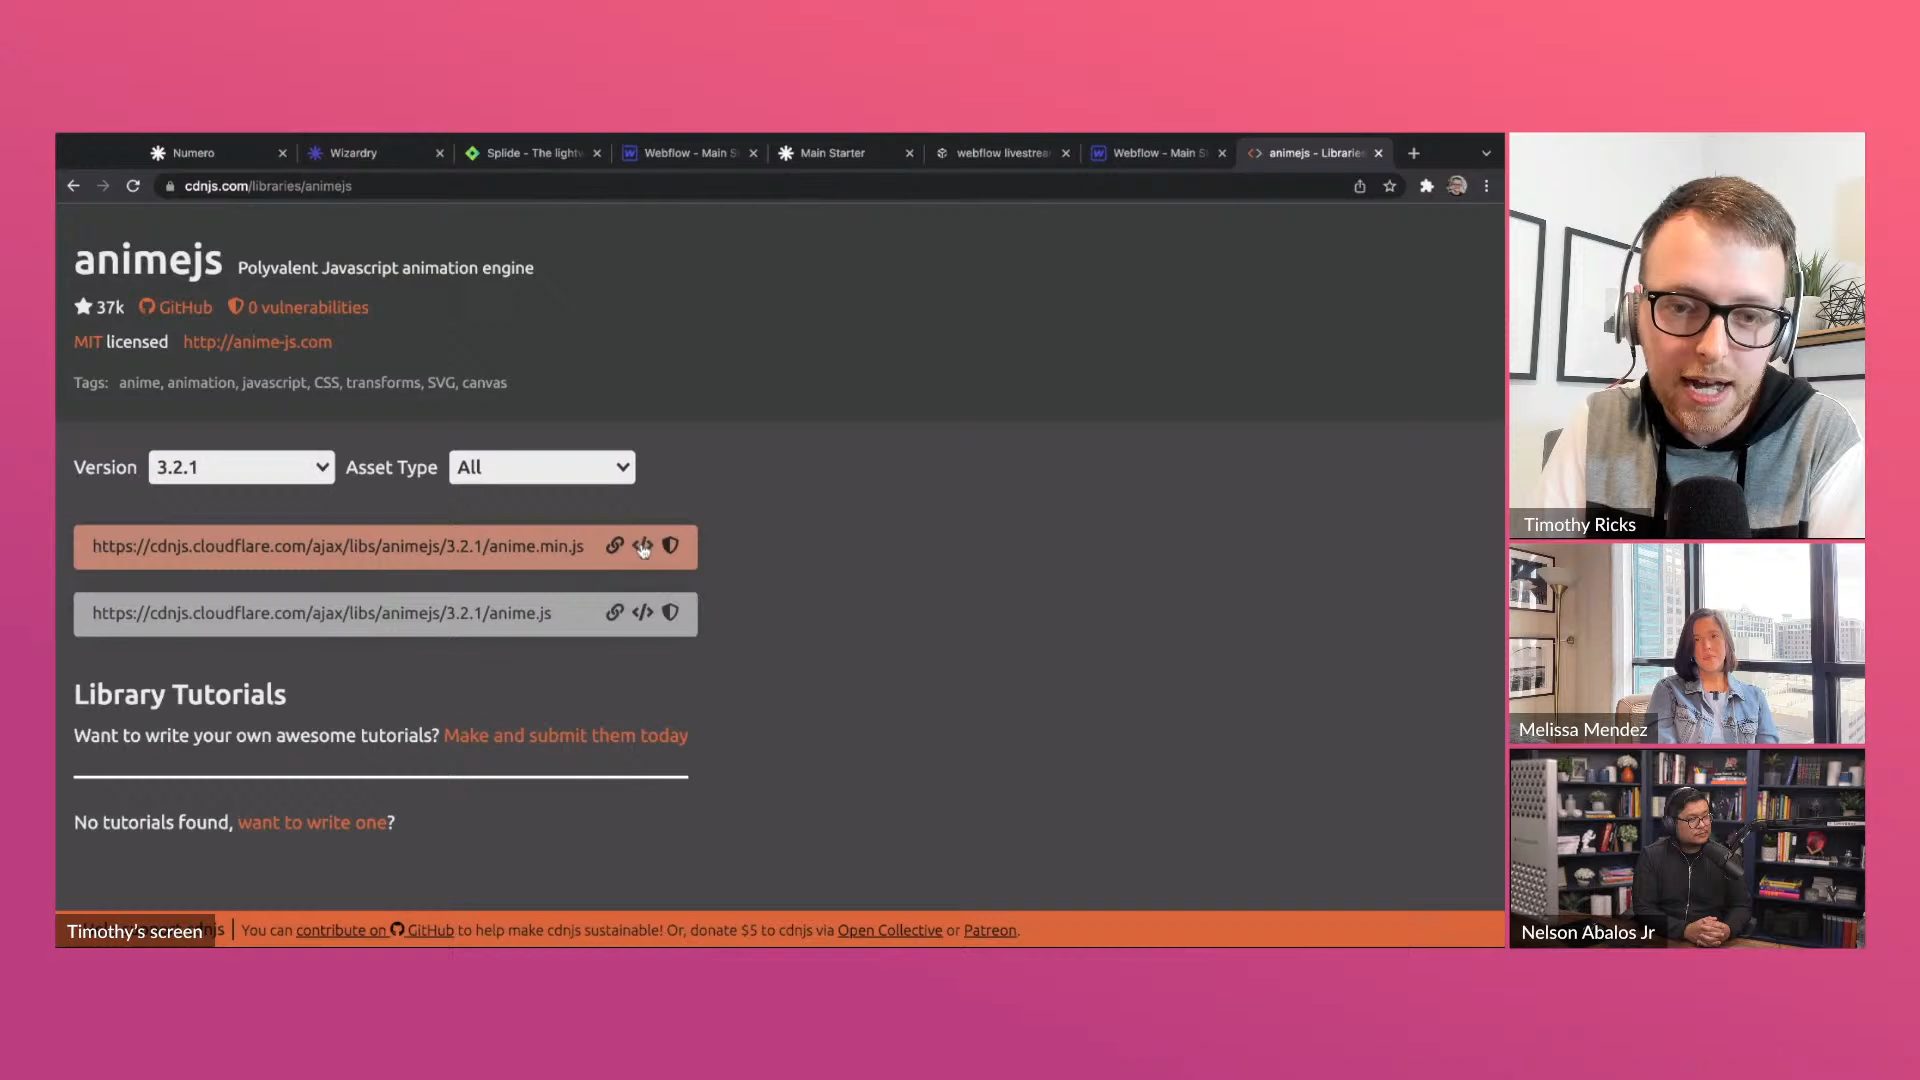 Numero
Wizardry
Splide - The lightw
Webflow - Main S
Main Starter
webflow livestrea
Webflow - Main S
animejs - Libraries
cdnjs.com/libraries/animejs
animejs Polyvalent Javascript animation engine
37k GitHub 0 vulnerabilities
MIT licensed http://anime-js.com
Tags: anime, animation, javascript, CSS, transforms, SVG, canvas
Version 3.2.1 Asset Type All
https://cdnjs.cloudflare.com/ajax/libs/animejs/3.2.1/anime.min.js
https://cdnjs.cloudflare.com/ajax/libs/animejs/3.2.1/anime.js
Library Tutorials
Want to write your own awesome tutorials? Make and submit them today
No tutorials found, want to write one?
You can contribute on GitHub to help make cdnjs sustainable! Or, donate $5 to cdnjs via Open Collective or Patreon.
Timothy's screen
Timothy Ricks
Melissa Mendez
Nelson Abalos Jr